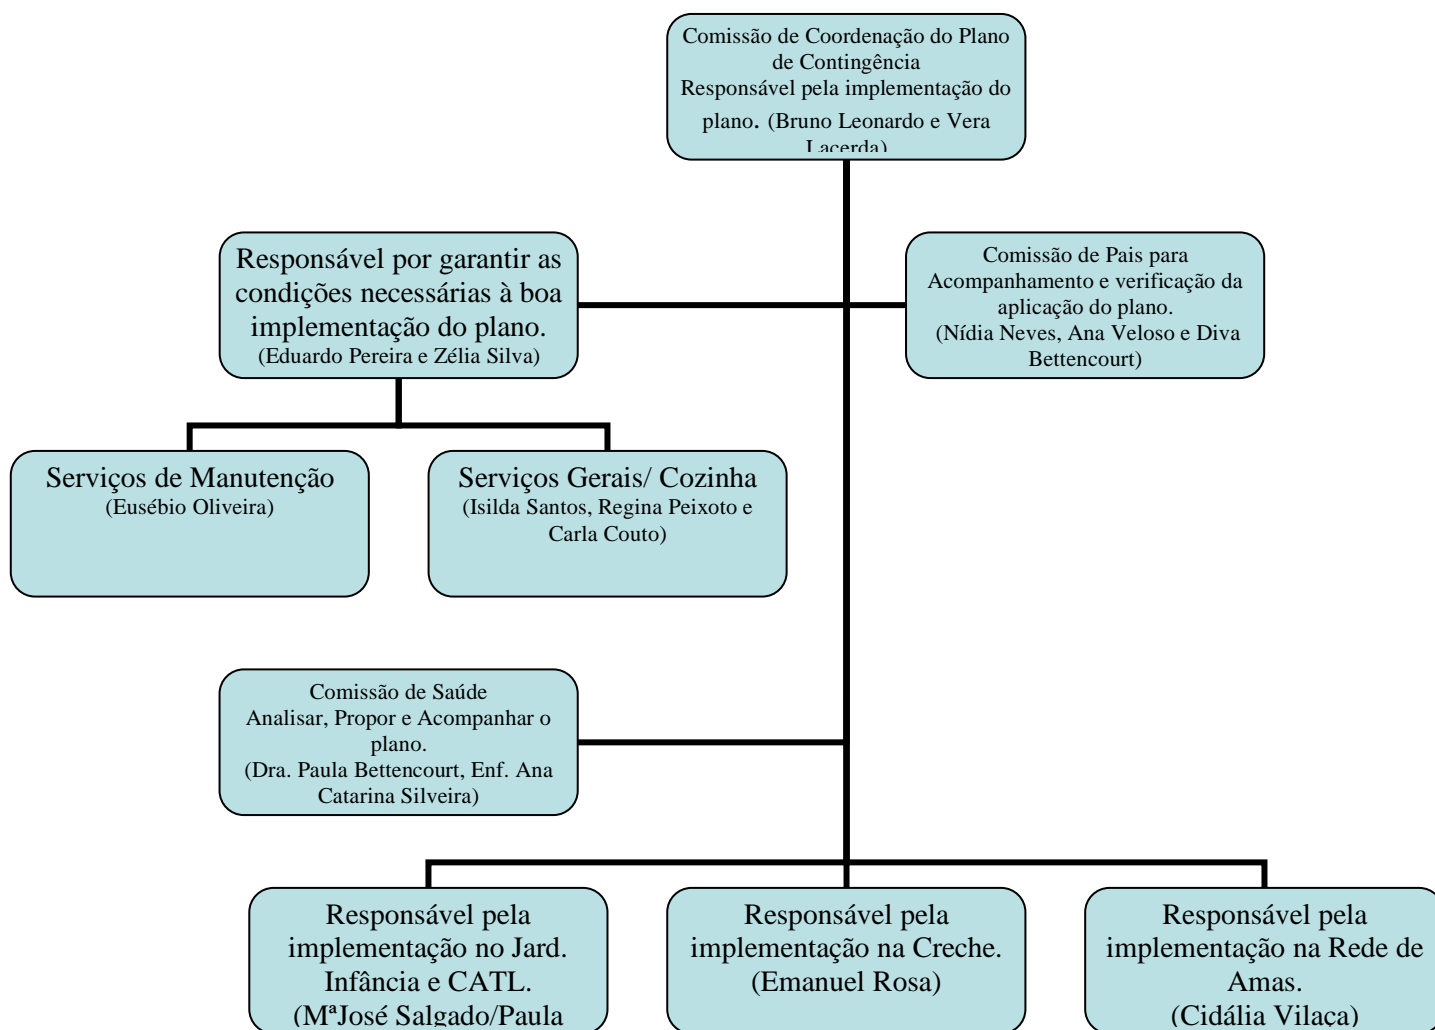 Comissão de Coordenação do Plano
de Contingência
Responsável pela implementação do
plano. (Bruno Leonardo e Vera
Lacerda)
Responsável por garantir as
condições necessárias à boa
implementação do plano.
(Eduardo Pereira e Zélia Silva)
Comissão de Pais para
Acompanhamento e verificação da
aplicação do plano.
(Nídia Neves, Ana Veloso e Diva
Bettencourt)
Serviços de Manutenção
(Eusébio Oliveira)
Serviços Gerais/ Cozinha
(Isilda Santos, Regina Peixoto e
Carla Couto)
Comissão de Saúde
Analisar, Propor e Acompanhar o
plano.
(Dra. Paula Bettencourt, Enf. Ana
Catarina Silveira)
Responsável pela
implementação no Jard.
Infância e CATL.
(MªJosé Salgado/Paula
Responsável pela
implementação na Creche.
(Emanuel Rosa)
Responsável pela
implementação na Rede de
Amas.
(Cidália Vilaça)